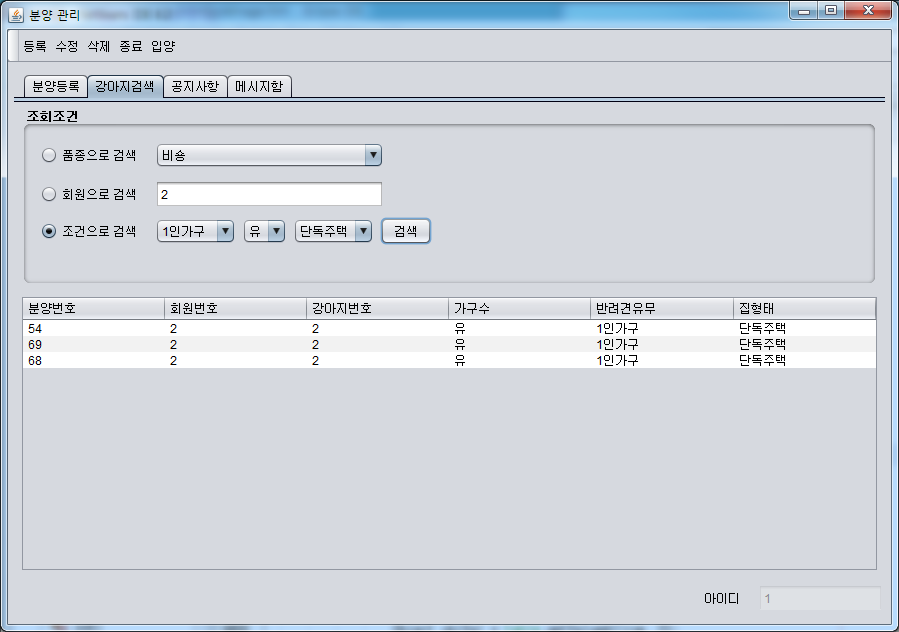 분양 관리
등록 수정 삭제 종료 입양
분양등록 강아지검색 공지사항 메시지함
조회조건
품종으로 검색 비숑
회원으로 검색 2
조건으로 검색 1인가구 유 단독주택 검색
분양번호 회원번호 강아지번호 가구수 반려견유무 집형태
54 2 2 유 1인가구 단독주택
69 2 2 유 1인가구 단독주택
68 2 2 유 1인가구 단독주택
아이디 1